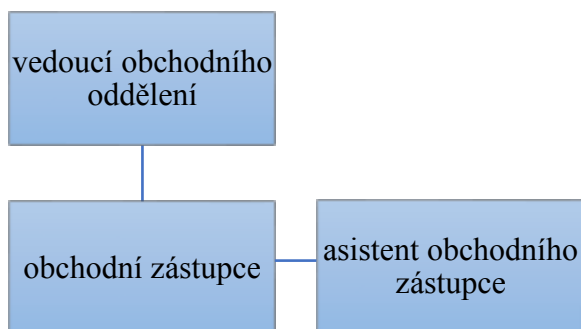 vedoucí obchodního
oddělení
obchodní zástupce
asistent obchodního
zástupce